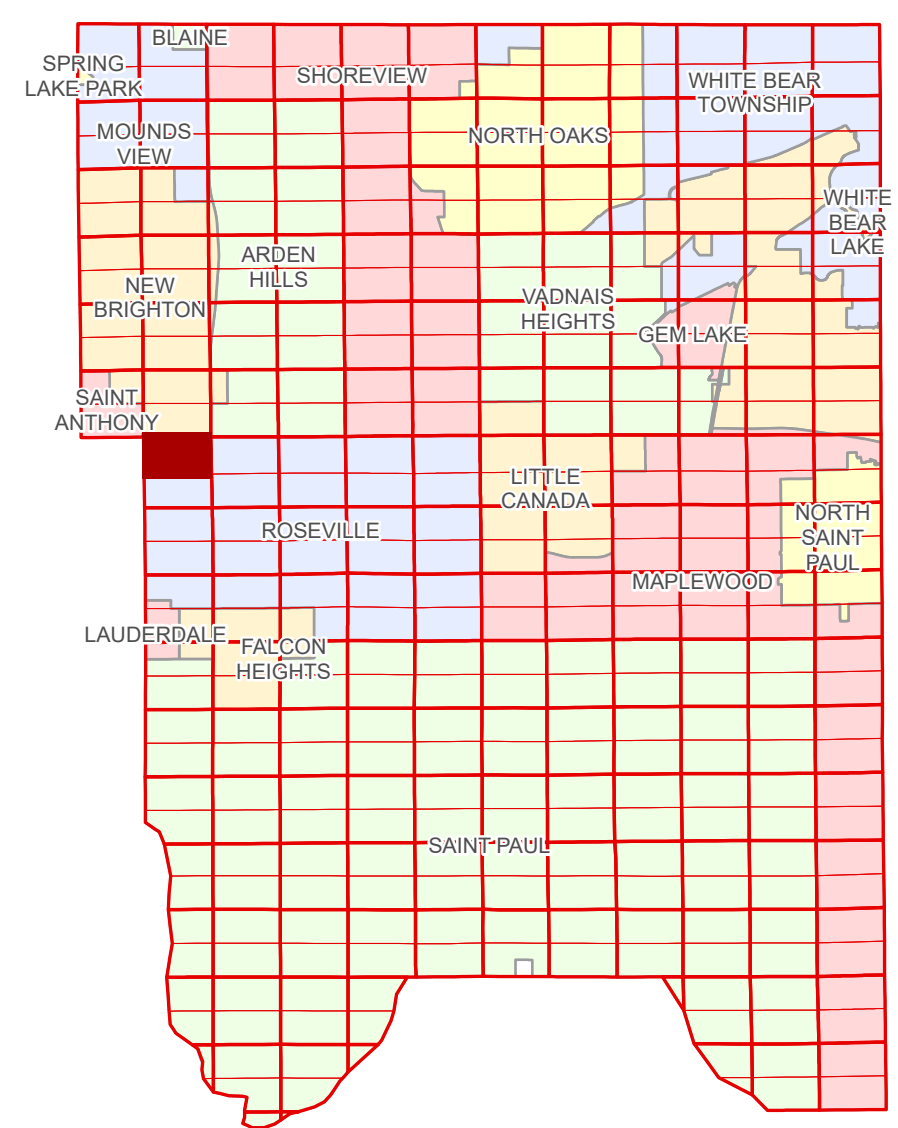 BLAINE
SPRING
LAKE PARK
SHOREVIEW
WHITE BEAR
TOWNSHIP
MOUNDS
VIEW
NORTH OAKS
WHITE
BEAR
LAKE
ARDEN
HILLS
NEW
BRIGHTON
VADNAIS
HEIGHTS
GEM LAKE
SAINT
ANTHONY
LITTLE
CANADA
NORTH
SAINT
PAUL
ROSEVILLE
MAPLEWOOD
LAUDERDALE
FALCON
HEIGHTS
SAINT PAUL